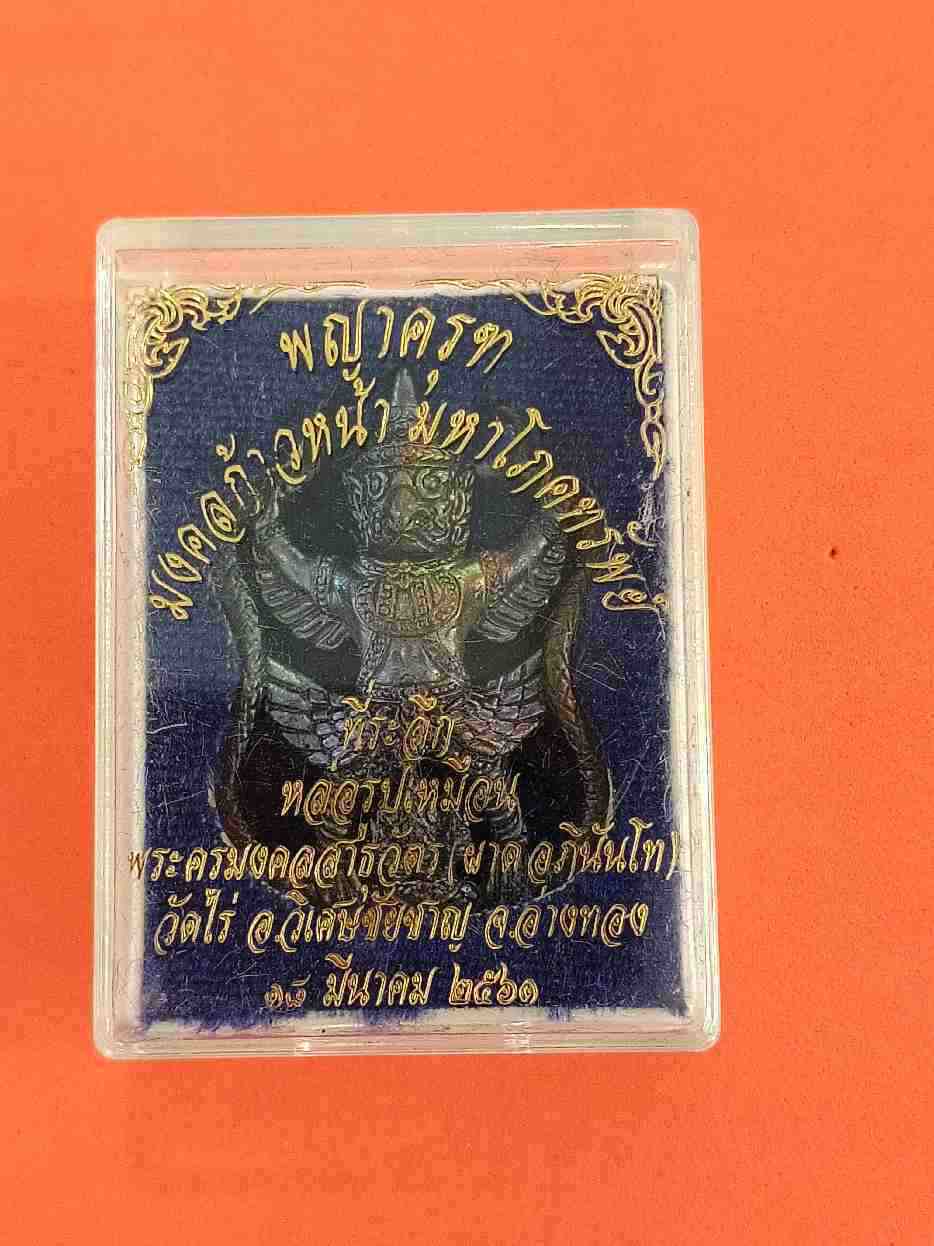 พญาครุฑ
มงคลก้าวหน้า มหาโภคทรัพย์
ที่ระลึก
หล่อรูปเหมือน
พระครูมงคลสาธุวัตร (ผาด อภินันโท)
วัดไร่ อ.วิเศษชัยชาญ จ.อ่างทอง
๑๘ มีนาคม ๒๕๖๑